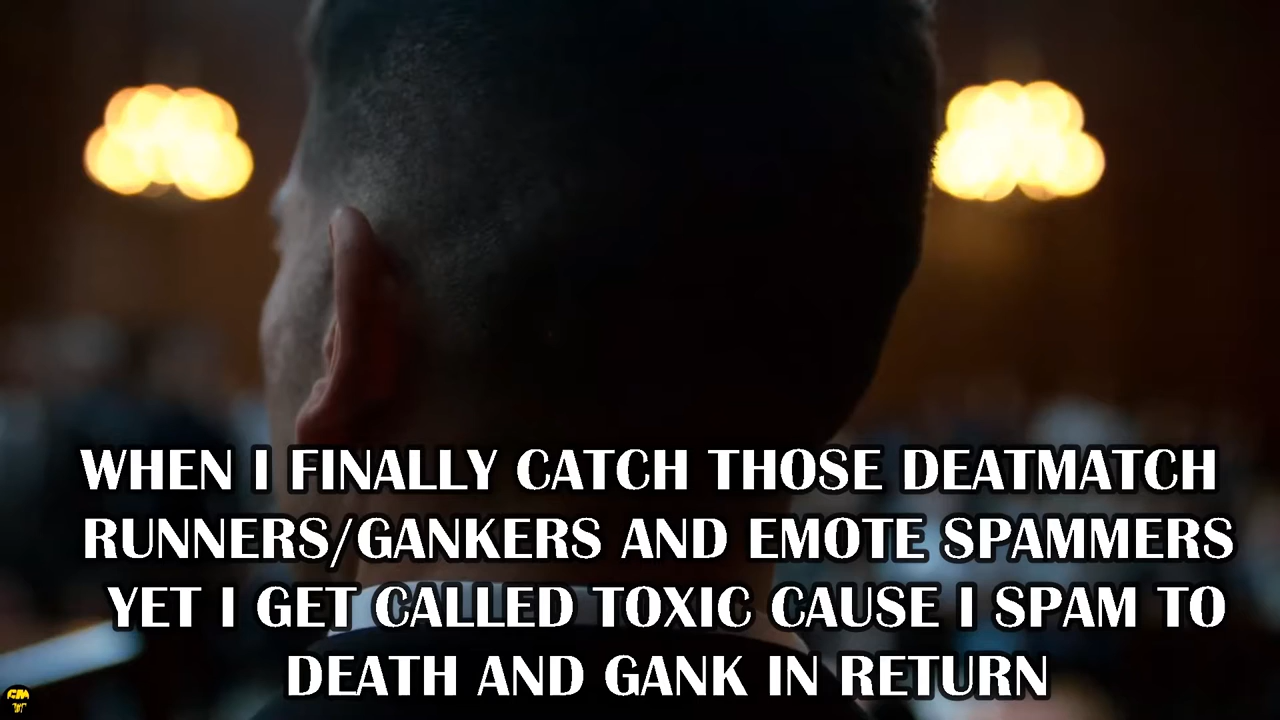 WHEN I FINALLY CATCH THOSE DEATMATCH
RUNNERS/GANKERS AND EMOTE SPAMMERS
YET I GET CALLED TOXIC CAUSE I SPAM TO
DEATH AND GANK IN RETURN